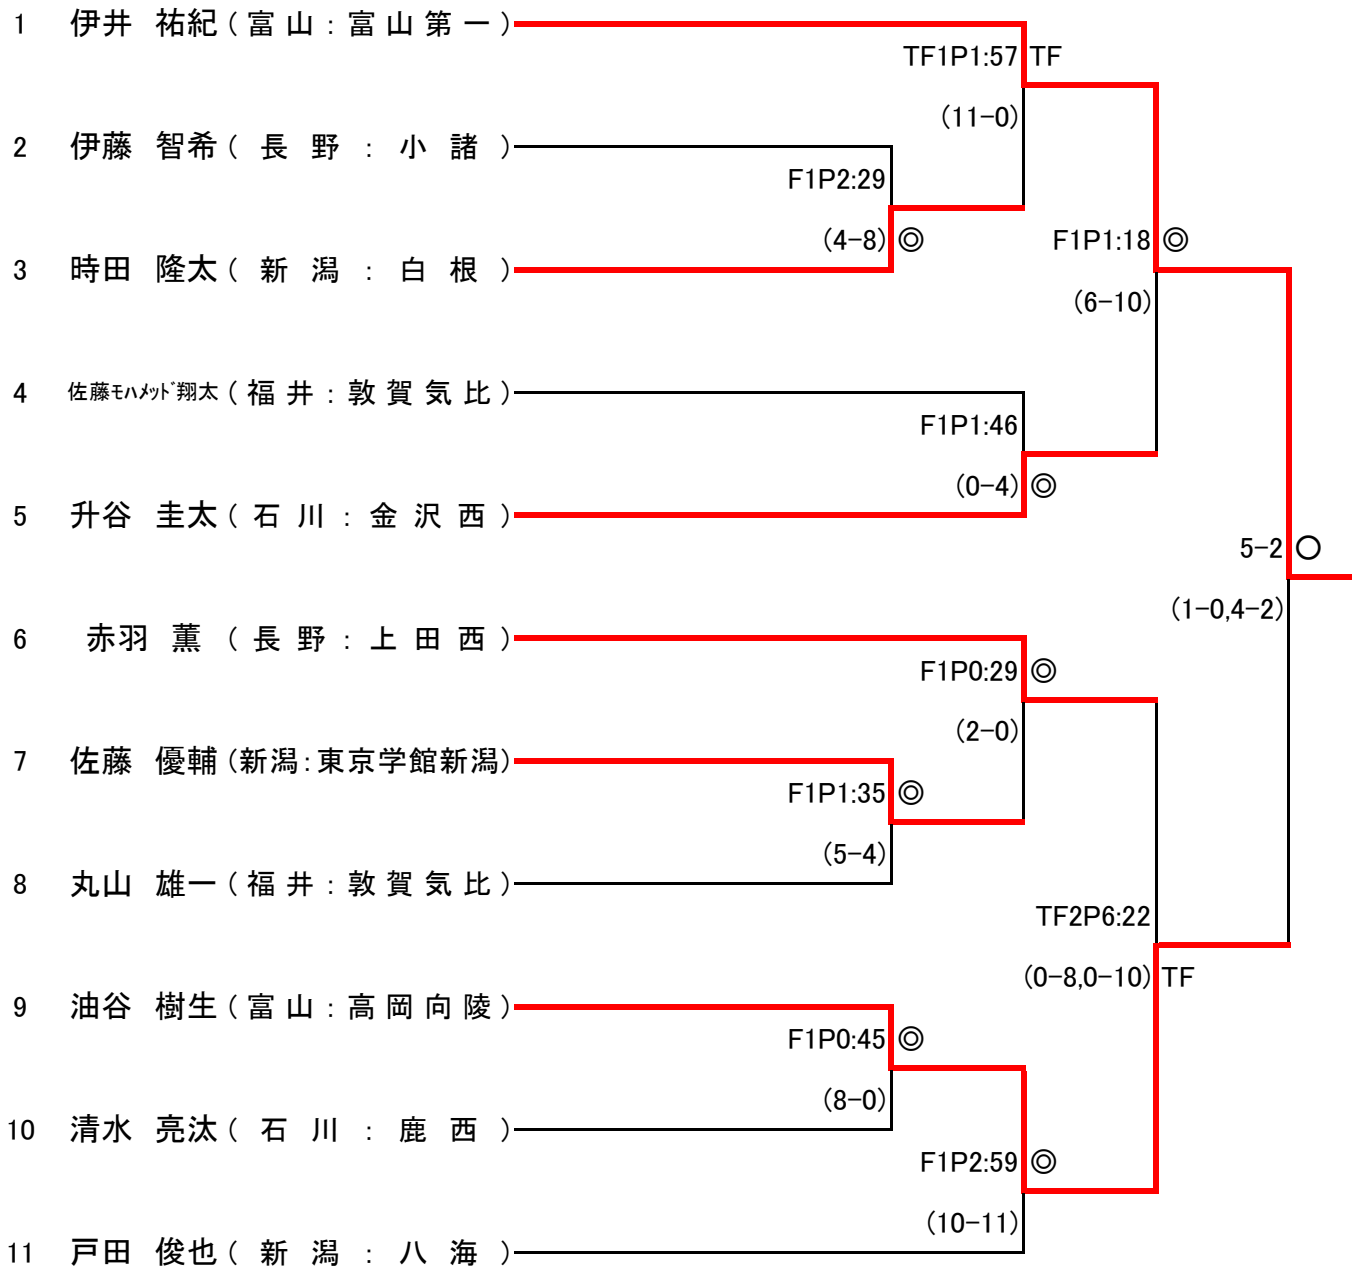 1 伊井 祐紀(富山:富山第一)
TF1P1:57 TF
(11-0)
2 伊藤 智希(長野:小諸)
F1P2:29
(4-8) ◎
F1P1:18 ◎
3 時田 隆太(新潟:白根)
(6-10)
4 佐藤ﾓﾊﾒｯﾄﾞ翔太(福井:敦賀気比)
F1P1:46
(0-4) ◎
5 升谷 圭太(石川:金沢西)
5-2 ○
(1-0,4-2)
6 赤羽 薫(長野:上田西)
F1P0:29 ◎
(2-0)
7 佐藤 優輔(新潟:東京学館新潟)
F1P1:35 ◎
(5-4)
8 丸山 雄一(福井:敦賀気比)
TF2P6:22
(0-8,0-10) TF
9 油谷 樹生(富山:高岡向陵)
F1P0:45 ◎
(8-0)
10 清水 亮汰(石川:鹿西)
F1P2:59 ◎
(10-11)
11 戸田 俊也(新潟:八海)